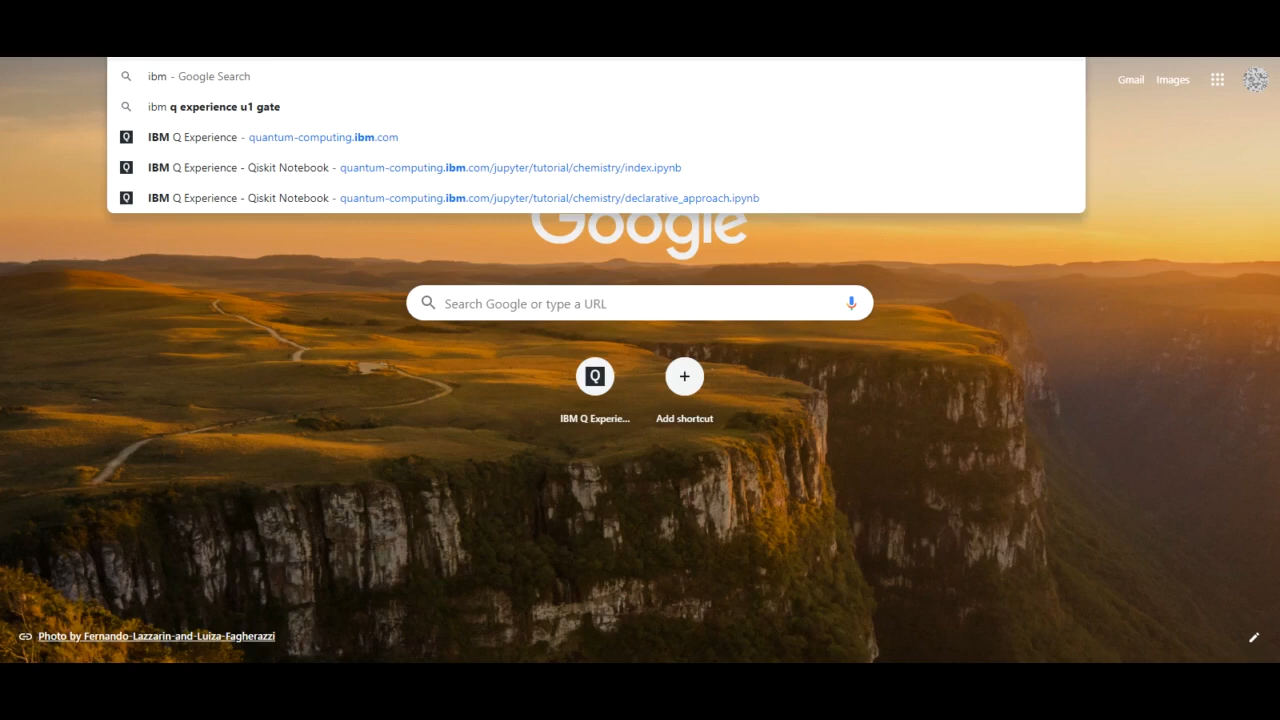 ibm - Google Search
ibm q experience u1 gate
IBM Q Experience - quantum-computing.ibm.com
IBM Q Experience - Qiskit Notebook - quantum-computing.ibm.com/jupyter/tutorial/chemistry/index.ipynb
IBM Q Experience - Qiskit Notebook - quantum-computing.ibm.com/jupyter/tutorial/chemistry/declarative_approach.ipynb
Gmail Images
Google
Search Google or type a URL
Q
IBM Q Experie... Add shortcut
Photo by Fernando-Lazzarin-and-Luiza-Fagherazzi